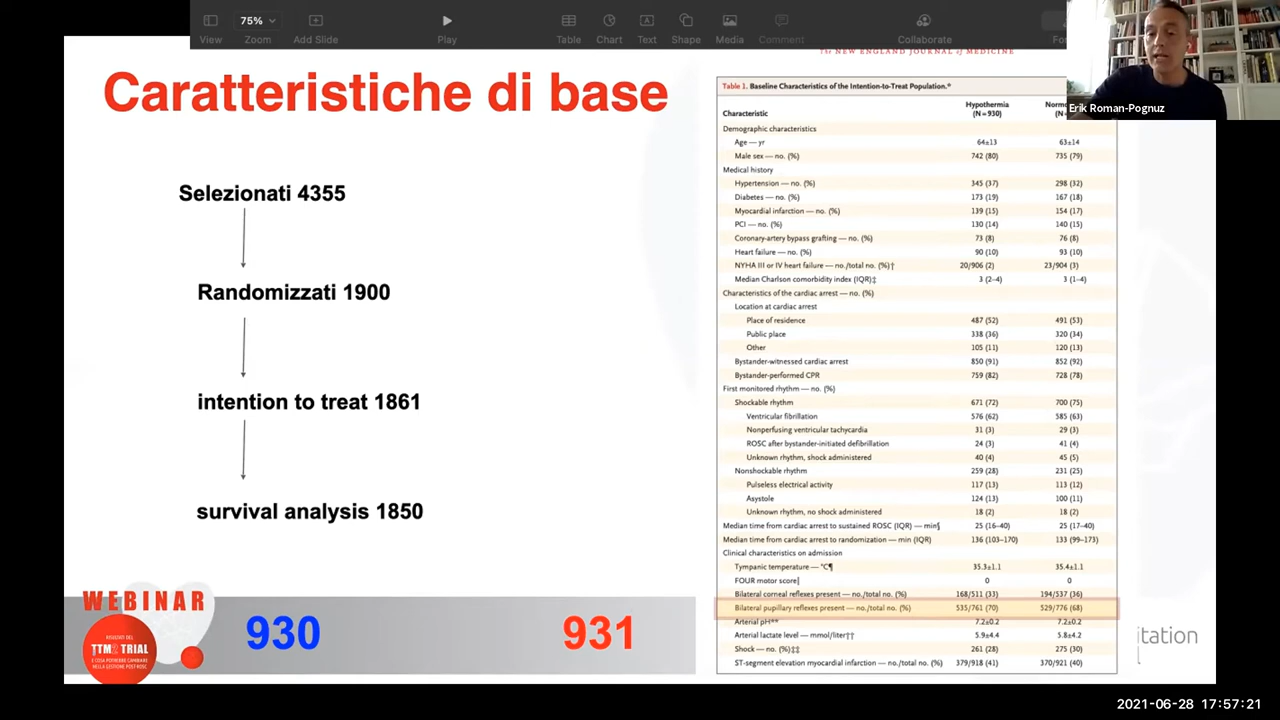 75%
View
Zoom
Add Slide
Play
Table
Chart
Text
Shape
Media
Comment
Collaborate
Erik Roman-Pognuz
Caratteristiche di base
Selezionati 4355
Randomizzati 1900
intention to treat 1861
survival analysis 1850
WEBINAR
RISULTATI DEL
TTM2 TRIAL
E COSA POTREBBE CAMBIARE
NELLA GESTIONE POST-ROSC
930
931
The NEW ENGLAND JOURNAL of MEDICINE
Table 1. Baseline Characteristics of the Intention-to-Treat Population.*
Characteristic Hypothermia (N=930)
Demographic characteristics
Age — yr 64±13 63±14
Male sex — no. (%) 742 (80) 735 (79)
Medical history
Hypertension — no. (%) 345 (37) 298 (32)
Diabetes — no. (%) 173 (19) 167 (18)
Myocardial infarction — no. (%) 139 (15) 154 (17)
PCI — no. (%) 130 (14) 140 (15)
Coronary-artery bypass grafting — no. (%) 73 (8) 76 (8)
Heart failure — no. (%) 90 (10) 93 (10)
NYHA III or IV heart failure — no./total no. (%)† 20/906 (2) 23/904 (3)
Median Charlson comorbidity index (IQR)‡ 3 (2–4) 3 (1–4)
Characteristics of the cardiac arrest — no. (%)
Location at cardiac arrest
Place of residence 487 (52) 491 (53)
Public place 338 (36) 320 (34)
Other 105 (11) 120 (13)
Bystander-witnessed cardiac arrest 850 (91) 852 (92)
Bystander-performed CPR 759 (82) 728 (78)
First monitored rhythm — no. (%)
Shockable rhythm 671 (72) 700 (75)
Ventricular fibrillation 576 (62) 585 (63)
Nonperfusing ventricular tachycardia 31 (3) 29 (3)
ROSC after bystander-initiated defibrillation 24 (3) 41 (4)
Unknown rhythm, shock administered 40 (4) 45 (5)
Nonshockable rhythm 259 (28) 231 (25)
Pulseless electrical activity 117 (13) 113 (12)
Asystole 124 (13) 100 (11)
Unknown rhythm, no shock administered 18 (2) 18 (2)
Median time from cardiac arrest to sustained ROSC (IQR) — min§ 25 (16–40) 25 (17–40)
Median time from cardiac arrest to randomization — min (IQR) 136 (103–170) 133 (99–173)
Clinical characteristics on admission
Tympanic temperature — °C¶ 35.3±1.1 35.4±1.1
FOUR motor score‖ 0 0
Bilateral corneal reflexes present — no./total no. (%) 168/511 (33) 194/537 (36)
Bilateral pupillary reflexes present — no./total no. (%) 535/761 (70) 529/776 (68)
Arterial pH** 7.2±0.2 7.2±0.2
Arterial lactate level — mmol/liter†† 5.9±4.4 5.8±4.2
Shock — no. (%)‡‡ 261 (28) 275 (30)
ST-segment elevation myocardial infarction — no./total no. (%) 379/918 (41) 370/921 (40)
2021-06-28 17:57:21